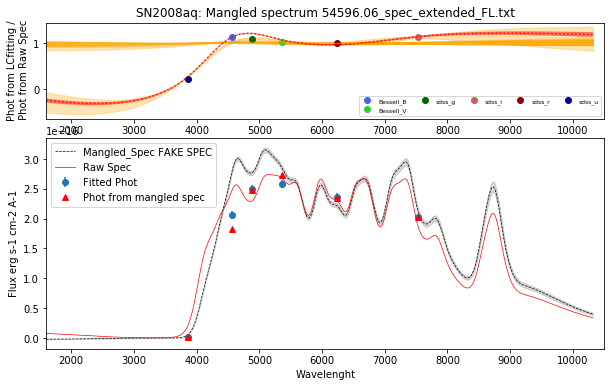 SN2008aq: Mangled spectrum 54596.06_spec_extended_FL.txt
Phot from LCfitting /
Phot from Raw Spec
1
0
Bessell_B sdss_g sdss_i sdss_r sdss_u
Bessell_V
2000 3000 4000 5000 6000 7000 8000 9000 10000
1e−16
Mangled_Spec FAKE SPEC
Raw Spec
Fitted Phot
Phot from mangled spec
Flux erg s-1 cm-2 A-1
3.0
2.5
2.0
1.5
1.0
0.5
0.0
2000 3000 4000 5000 6000 7000 8000 9000 10000
Wavelenght